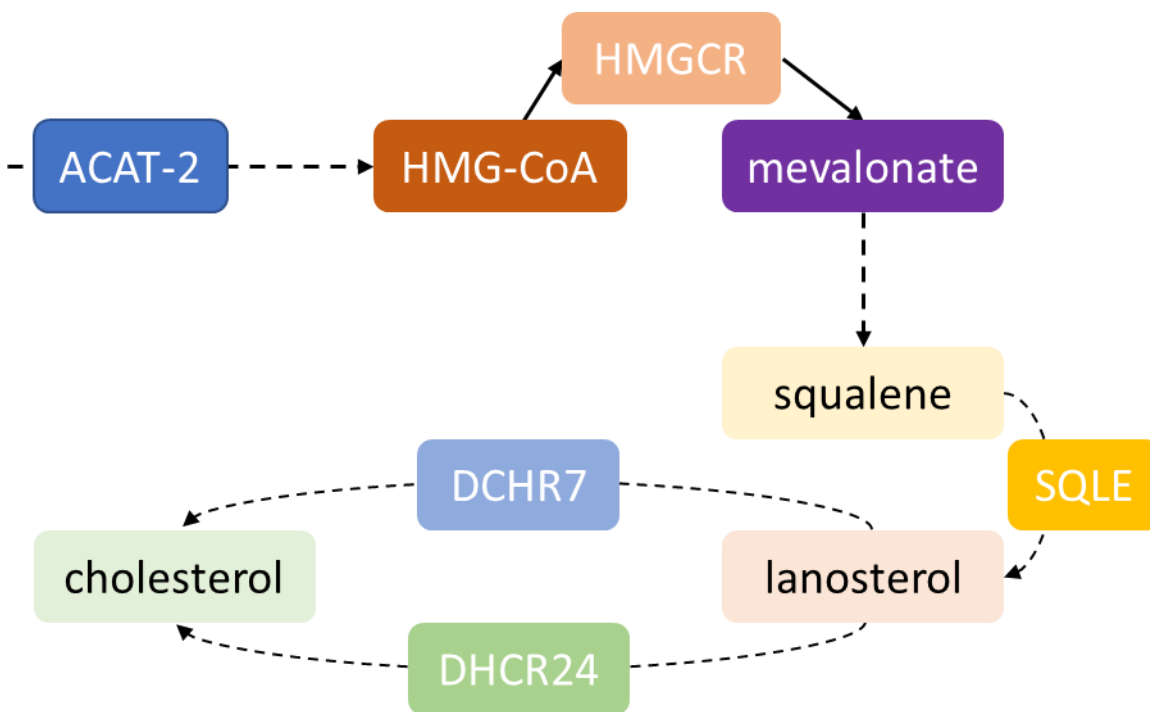 HMGCR
ACAT-2
HMG-CoA
mevalonate
squalene
DCHR7
SQLE
cholesterol
lanosterol
DHCR24